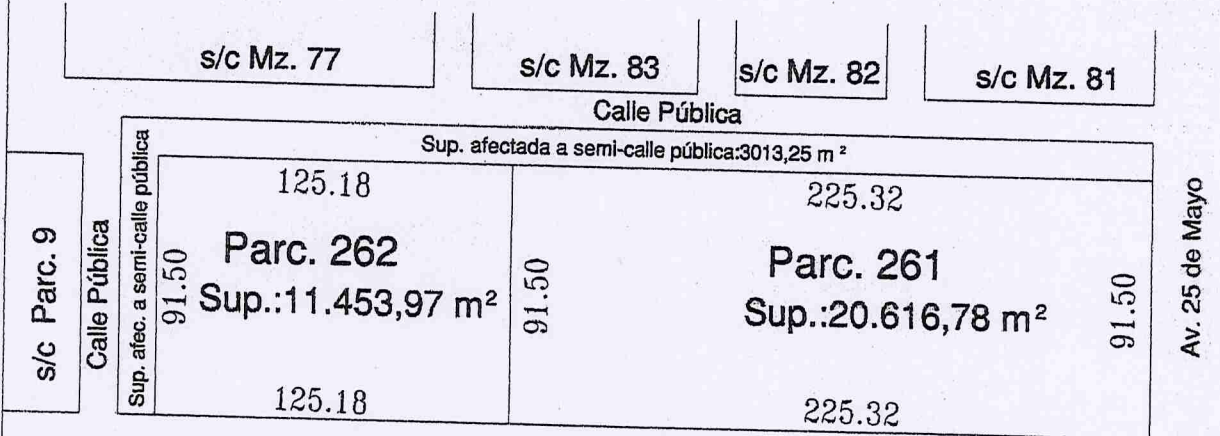 s/c Mz. 77
s/c Mz. 83
s/c Mz. 82
s/c Mz. 81
Calle Pública
Sup. afectada a semi-calle pública:3013,25 m ²
s/c Parc. 9
Calle Pública
Sup. afec. a semi-calle pública
125.18
91.50
Parc. 262
Sup.:11.453,97 m²
125.18
91.50
225.32
Parc. 261
Sup.:20.616,78 m²
225.32
91.50
Av. 25 de Mayo